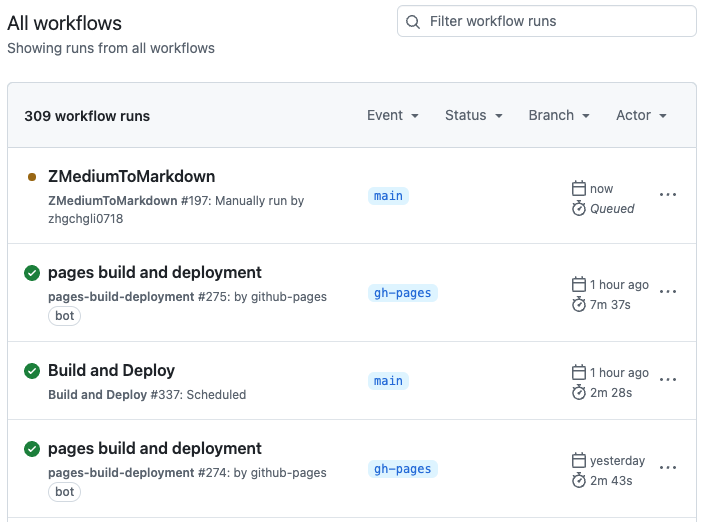 All workflows
Filter workflow runs
Showing runs from all workflows
309 workflow runs
Event
Status
Branch
Actor
ZMediumToMarkdown
ZMediumToMarkdown #197: Manually run by
zhgchgli0718
main
now
Queued
pages build and deployment
pages-build-deployment #275: by github-pages
bot
gh-pages
1 hour ago
7m 37s
Build and Deploy
Build and Deploy #337: Scheduled
main
1 hour ago
2m 28s
pages build and deployment
pages-build-deployment #274: by github-pages
bot
gh-pages
yesterday
2m 43s